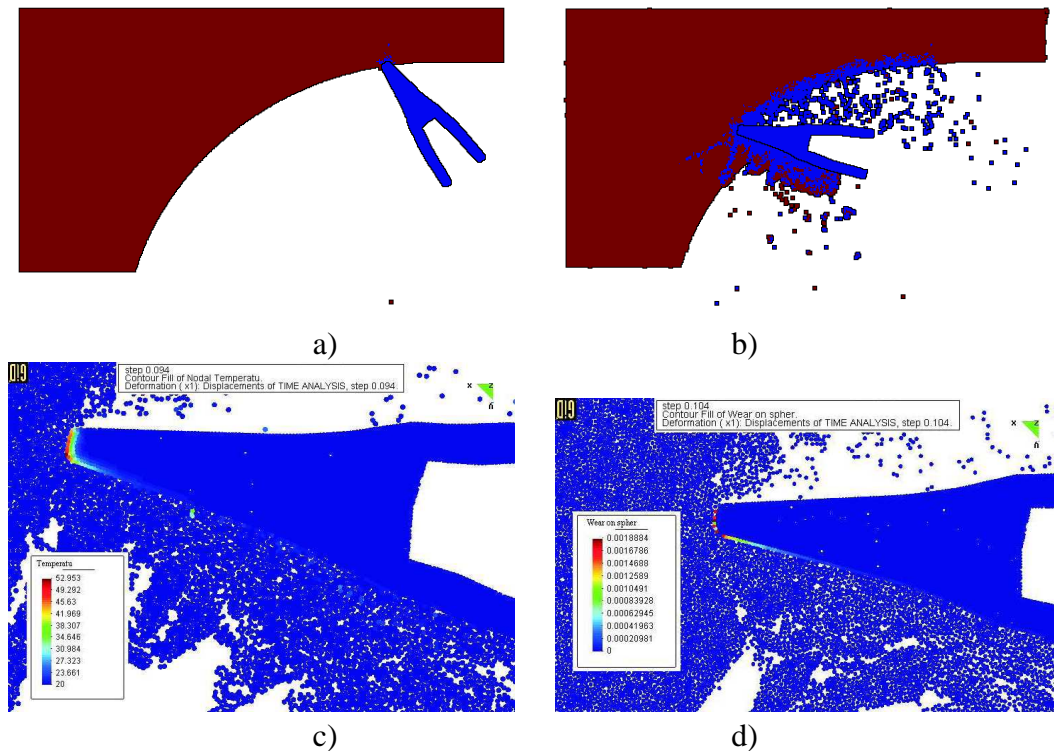 a)
b)
GiD
step 0.094
Contour Fill of Nodal Temperatu.
Deformation ( x1): Displacements of TIME ANALYSIS, step 0.094.
x z
y
Temperatu
52.953
49.292
45.63
41.969
38.307
34.646
30.984
27.323
23.661
20
c)
GiD
step 0.104
Contour Fill of Wear on spher.
Deformation ( x1): Displacements of TIME ANALYSIS, step 0.104.
x z
y
Wear on spher
0.0018884
0.0016786
0.0014688
0.0012589
0.0010491
0.00083928
0.00062945
0.00041963
0.00020981
0
d)